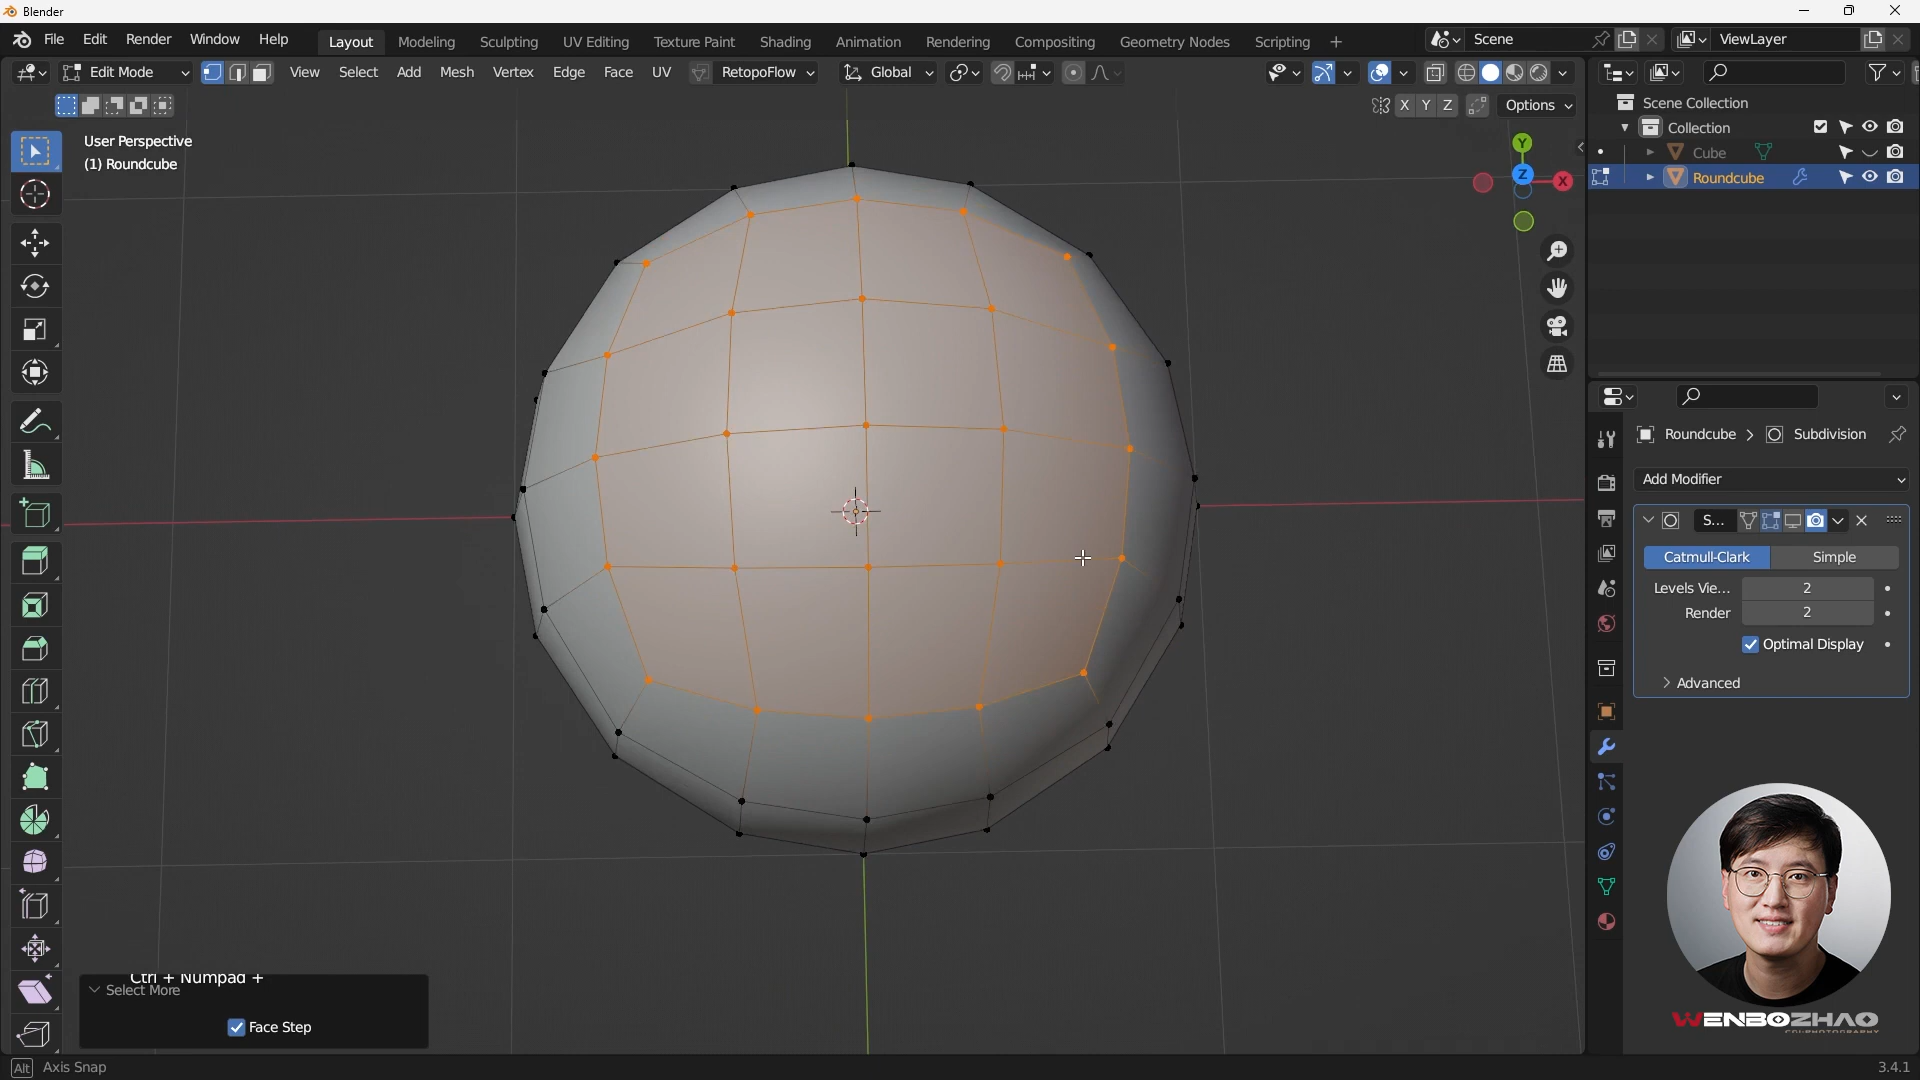 Blender
File Edit Render Window Help Layout Modeling Sculpting UV Editing Texture Paint Shading Animation Rendering Compositing Geometry Nodes Scripting + Scene ViewLayer
Edit Mode View Select Add Mesh Vertex Edge Face UV RetopoFlow Global
X Y Z Options
User Perspective
(1) Roundcube
Y
Z X
Scene Collection
Collection
Cube
Roundcube
Roundcube > Subdivision
Add Modifier
S...
Catmull-Clark Simple
Levels Vie... 2
Render 2
Optimal Display
Advanced
Ctrl + Numpad +
Select More
Face Step
WENBOZHAO
Alt Axis Snap
3.4.1